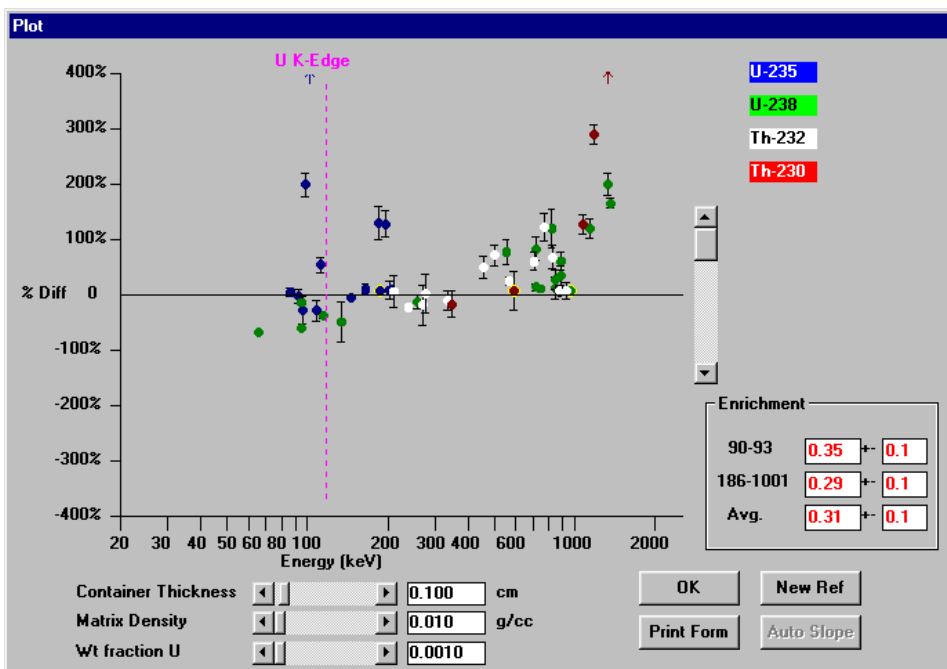 Plot
U K-Edge
400%
300%
200%
100%
% Diff 0
-100%
-200%
-300%
-400%
20 30 40 50 60 80 100 200 300 400 600 1000 2000
Energy (keV)
U-235
U-238
Th-232
Th-230
Enrichment
90-93 0.35 +- 0.1
186-1001 0.29 +- 0.1
Avg. 0.31 +- 0.1
Container Thickness 0.100 cm
Matrix Density 0.010 g/cc
Wt fraction U 0.0010
OK New Ref
Print Form Auto Slope